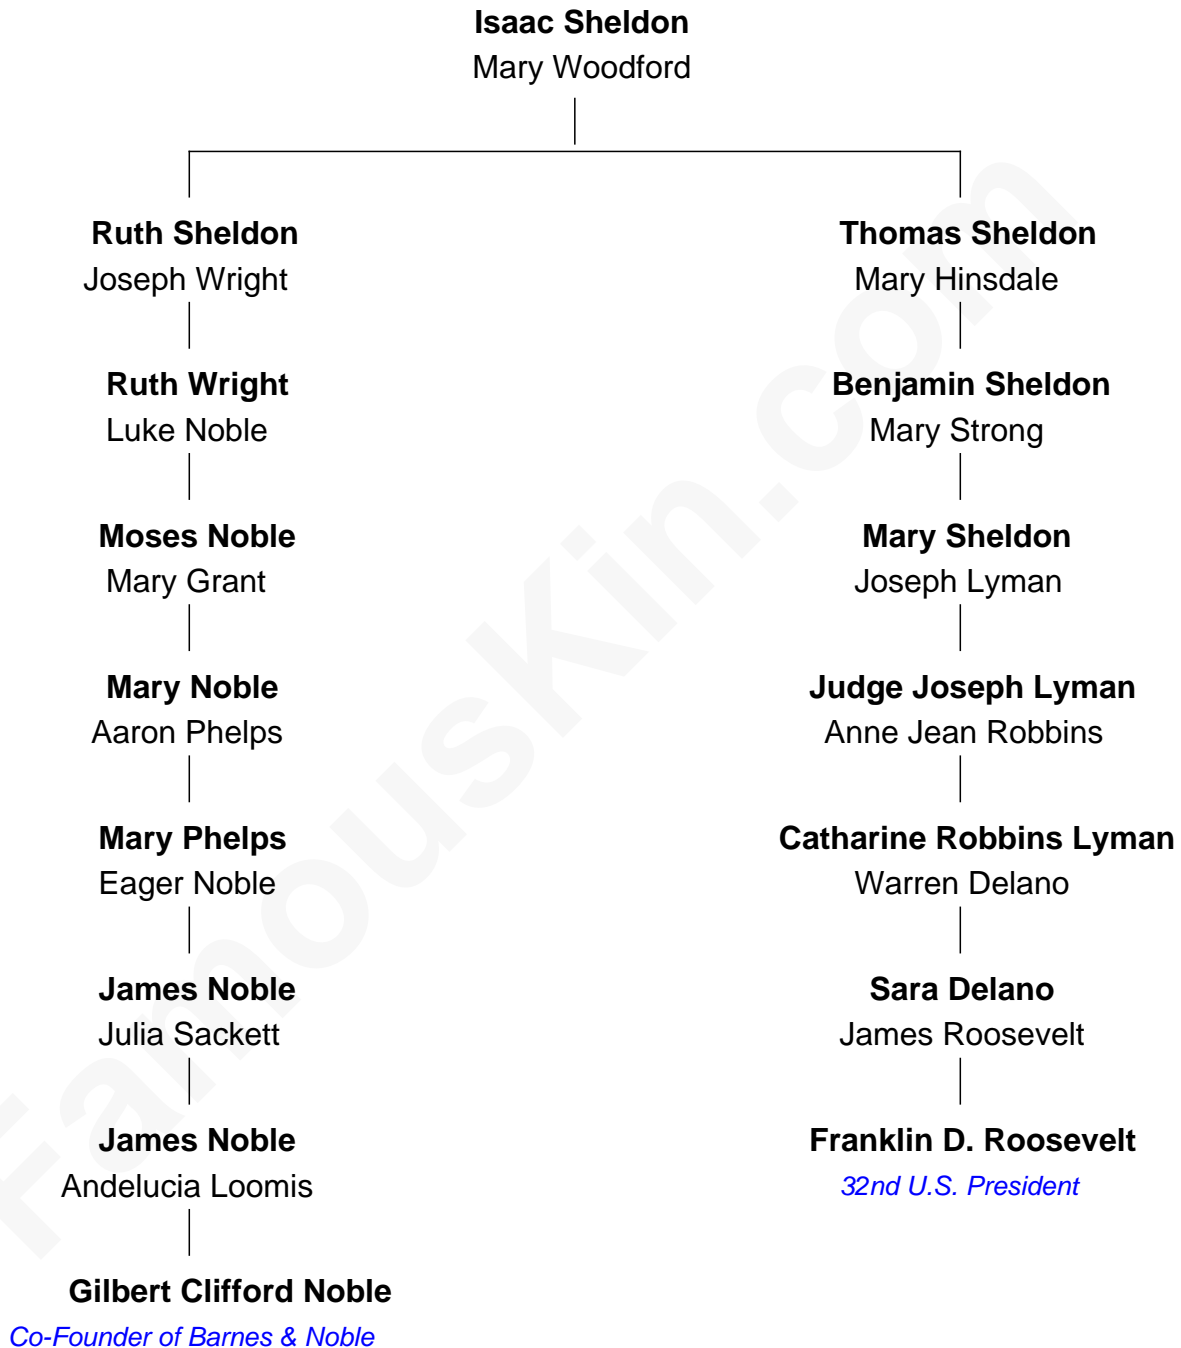 Isaac Sheldon
Mary Woodford
Ruth Sheldon
Joseph Wright
Thomas Sheldon
Mary Hinsdale
Ruth Wright
Luke Noble
Benjamin Sheldon
Mary Strong
Moses Noble
Mary Grant
Mary Sheldon
Joseph Lyman
Mary Noble
Aaron Phelps
Judge Joseph Lyman
Anne Jean Robbins
Mary Phelps
Eager Noble
Catharine Robbins Lyman
Warren Delano
James Noble
Julia Sackett
Sara Delano
James Roosevelt
James Noble
Andelucia Loomis
Franklin D. Roosevelt
32nd U.S. President
Gilbert Clifford Noble
Co-Founder of Barnes & Noble
FamousKin.com